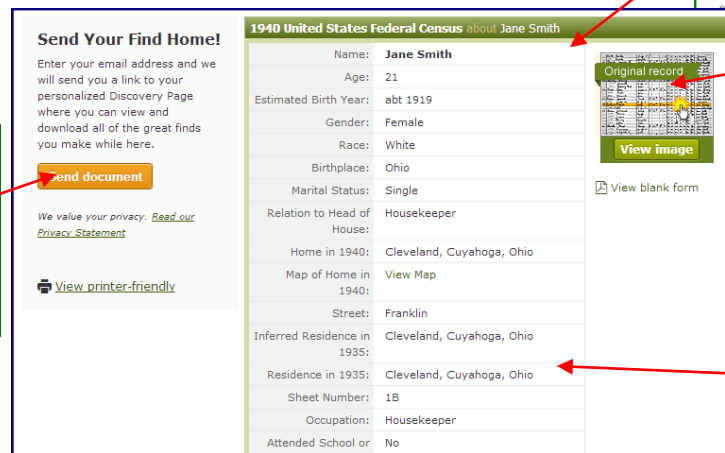 Send Your Find Home!
Enter your email address and we
will send you a link to your
personalized Discovery Page
where you can view and
download all of the great finds
you make while here.
Send document
We value your privacy. Read our
Privacy Statement
View printer-friendly
1940 United States Federal Census about Jane Smith
Name: Jane Smith
Age: 21
Estimated Birth Year: abt 1919
Gender: Female
Race: White
Birthplace: Ohio
Marital Status: Single
Relation to Head of House: Housekeeper
Home in 1940: Cleveland, Cuyahoga, Ohio
Map of Home in 1940: View Map
Street: Franklin
Inferred Residence in 1935: Cleveland, Cuyahoga, Ohio
Residence in 1935: Cleveland, Cuyahoga, Ohio
Sheet Number: 1B
Occupation: Housekeeper
Attended School or No
Original record
View image
View blank form